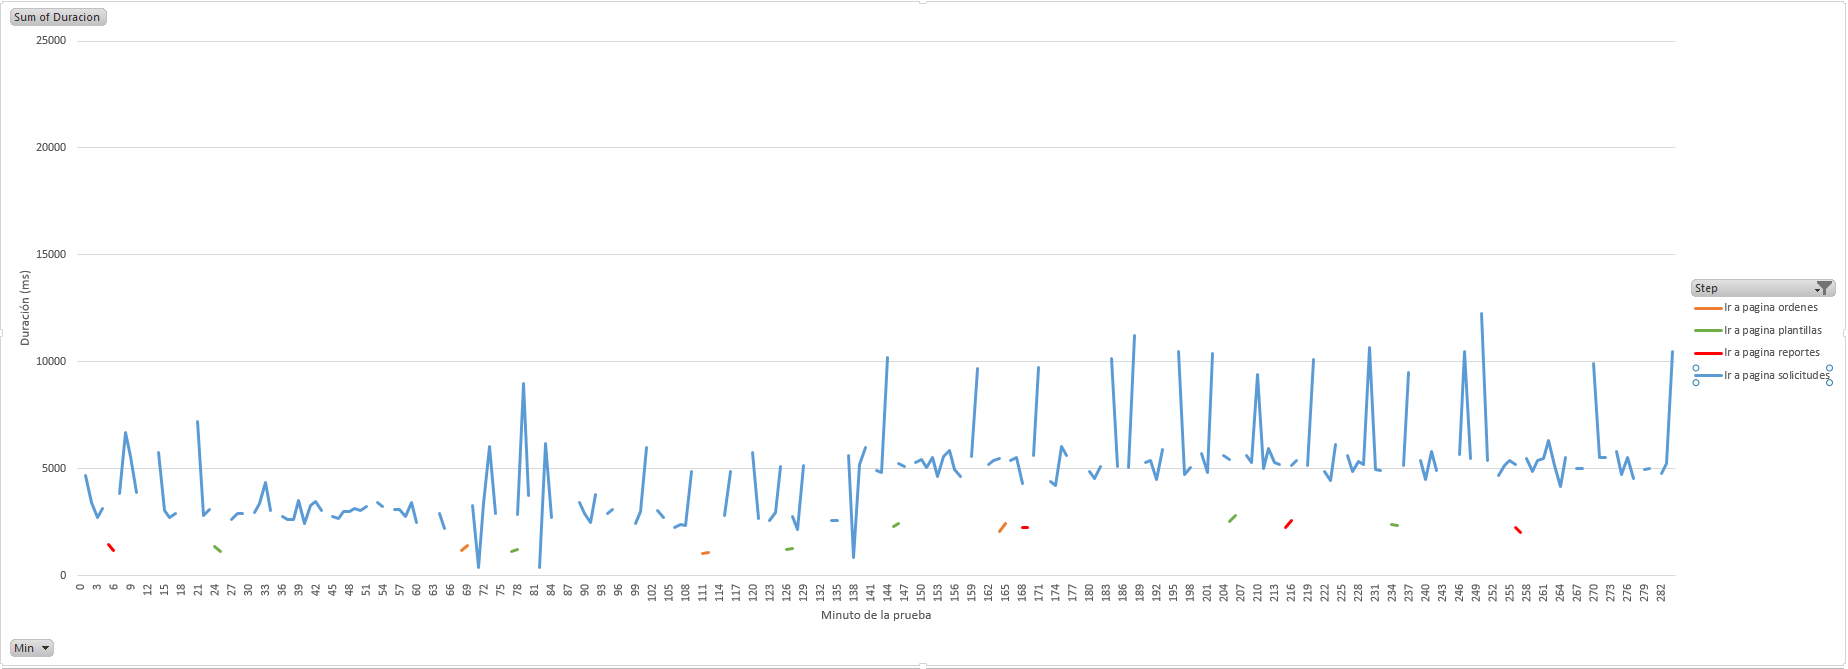 Sum of Duracion
25000
20000
15000
10000
5000
0
Duración (ms)
0 3 6 9 12 15 18 21 24 27 30 33 36 39 42 45 48 51 54 57 60 63 66 69 72 75 78 81 84 87 90 93 96 99 102 105 108 111 114 117 120 123 126 129 132 135 138 141 144 147 150 153 156 159 162 165 168 171 174 177 180 183 186 189 192 195 198 201 204 207 210 213 216 219 222 225 228 231 234 237 240 243 246 249 252 255 258 261 264 267 270 273 276 279 282
Minuto de la prueba
Step
Ir a pagina ordenes
Ir a pagina plantillas
Ir a pagina reportes
Ir a pagina solicitudes
Min